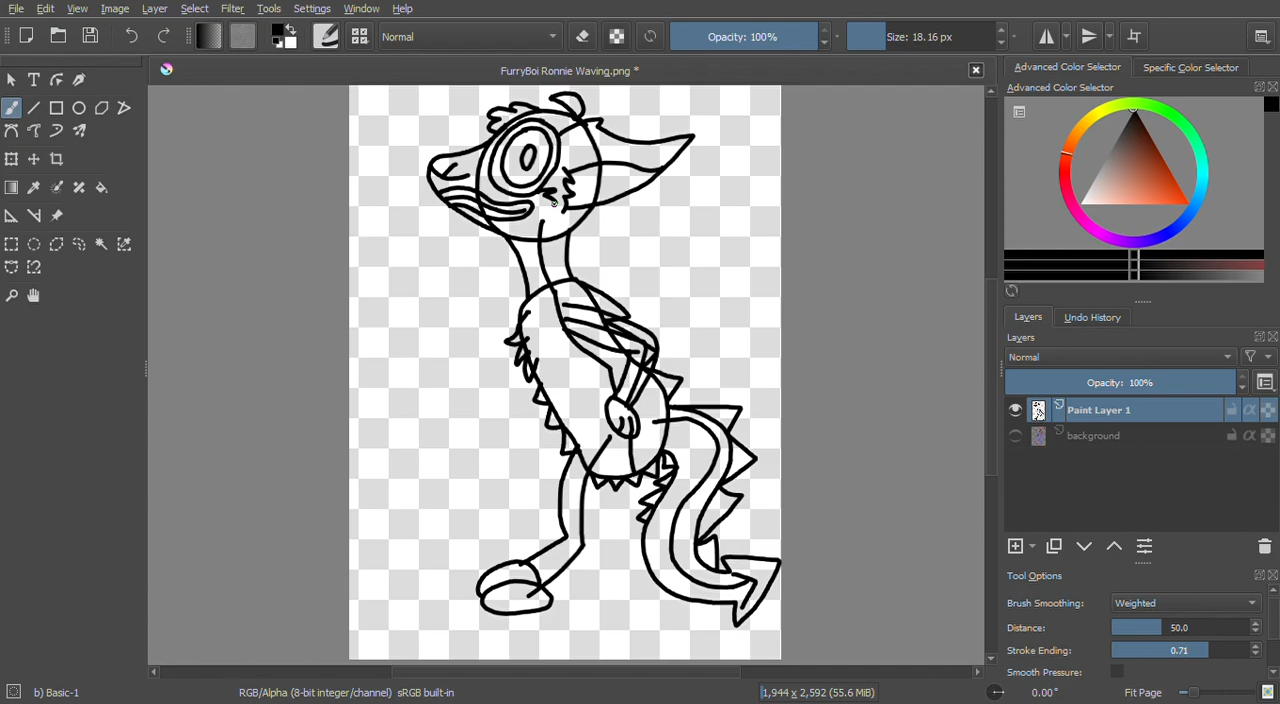 File Edit View Image Layer Select Filter Tools Settings Window Help
Normal Opacity: 100% Size: 18.16 px
FurryBoi Ronnie Waving.png *
Advanced Color Selector Specific Color Selector
Advanced Color Selector
Layers Undo History
Layers
Normal
Opacity: 100%
Paint Layer 1
background
Tool Options
Brush Smoothing: Weighted
Distance: 50.0
Stroke Ending: 0.71
Smooth Pressure:
b) Basic-1 RGB/Alpha (8-bit integer/channel) sRGB built-in 1,944 x 2,592 (55.6 MiB) 0.00° Fit Page